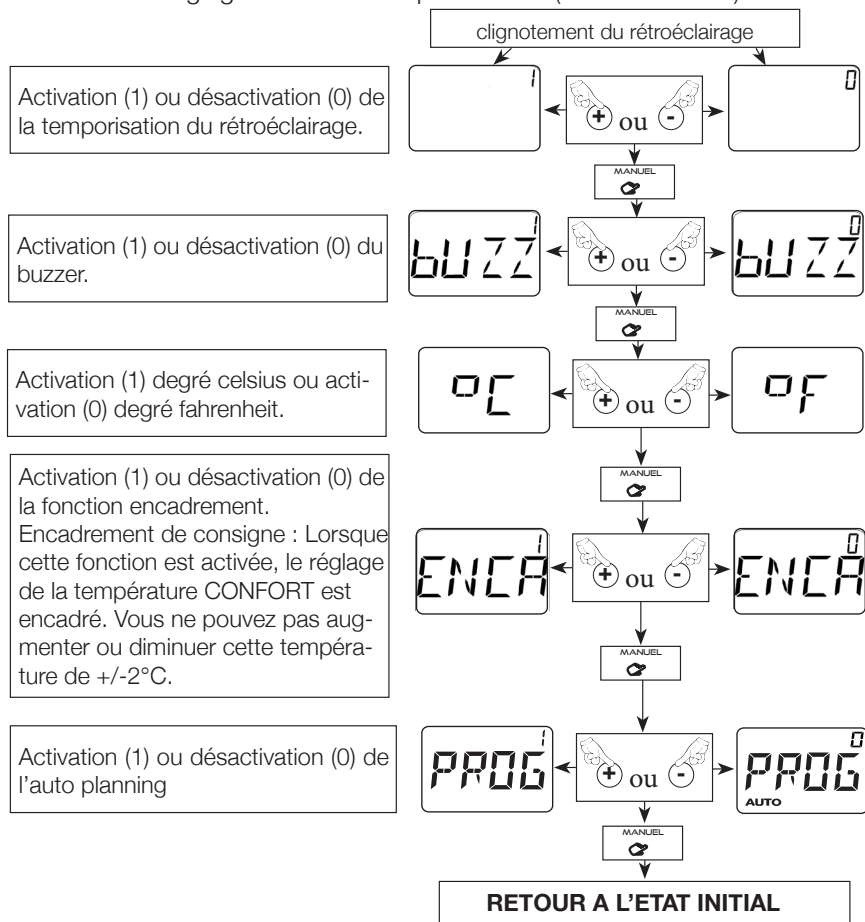 clignotement du rétroéclairage
Activation (1) ou désactivation (0) de
la temporisation du rétroéclairage.
1
+ ou -
0
MANUEL
Activation (1) ou désactivation (0) du
buzzer.
1
bUZZ
+ ou -
0
bUZZ
MANUEL
Activation (1) degré celsius ou acti-
vation (0) degré fahrenheit.
°C
+ ou -
°F
MANUEL
Activation (1) ou désactivation (0) de
la fonction encadrement.
Encadrement de consigne : Lorsque
cette fonction est activée, le réglage
de la température CONFORT est
encadré. Vous ne pouvez pas aug-
menter ou diminuer cette tempéra-
ture de +/-2°C.
1
ENCA
+ ou -
0
ENCA
MANUEL
Activation (1) ou désactivation (0) de
l'auto planning
1
PROG
+ ou -
0
PROG
AUTO
MANUEL
RETOUR A L'ETAT INITIAL